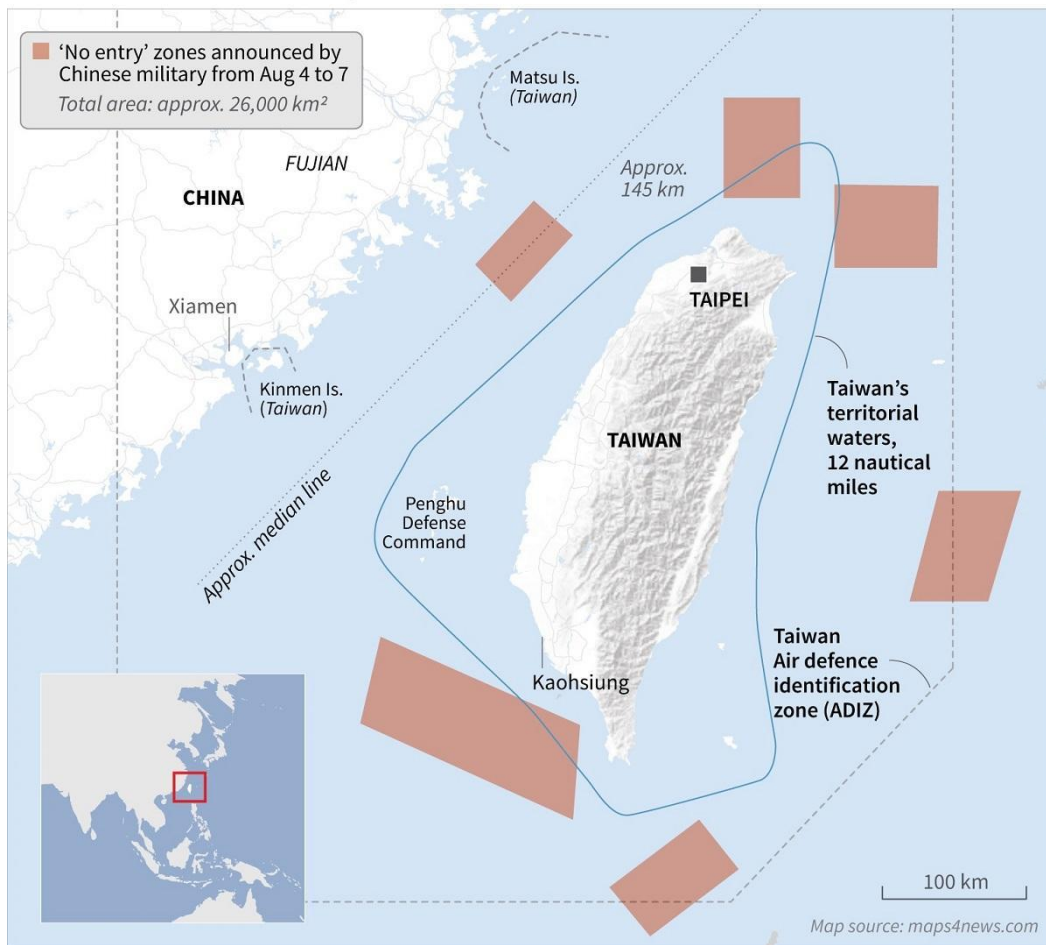 ‘No entry’ zones announced by
Chinese military from Aug 4 to 7
Total area: approx. 26,000 km²
Matsu Is.
(Taiwan)
FUJIAN
CHINA
Approx.
145 km
TAIPEI
Xiamen
Kinmen Is.
(Taiwan)
Taiwan’s
territorial
waters,
12 nautical
miles
TAIWAN
Penghu
Defense
Command
Approx. median line
Taiwan
Air defence
identification
zone (ADIZ)
Kaohsiung
100 km
Map source: maps4news.com